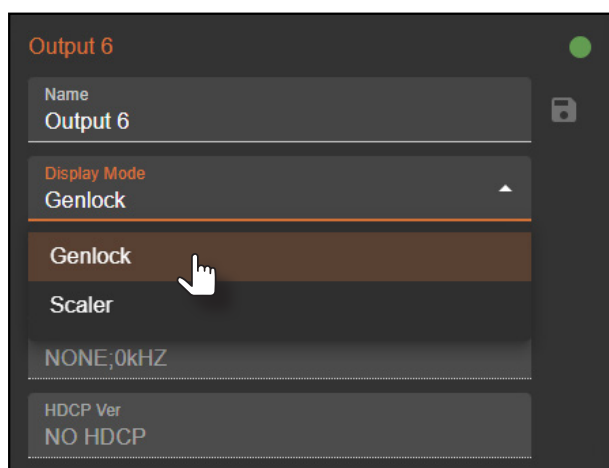 Output 6
Name
Output 6
Display Mode
Genlock
Genlock
Scaler
NONE;0kHZ
HDCP Ver
NO HDCP